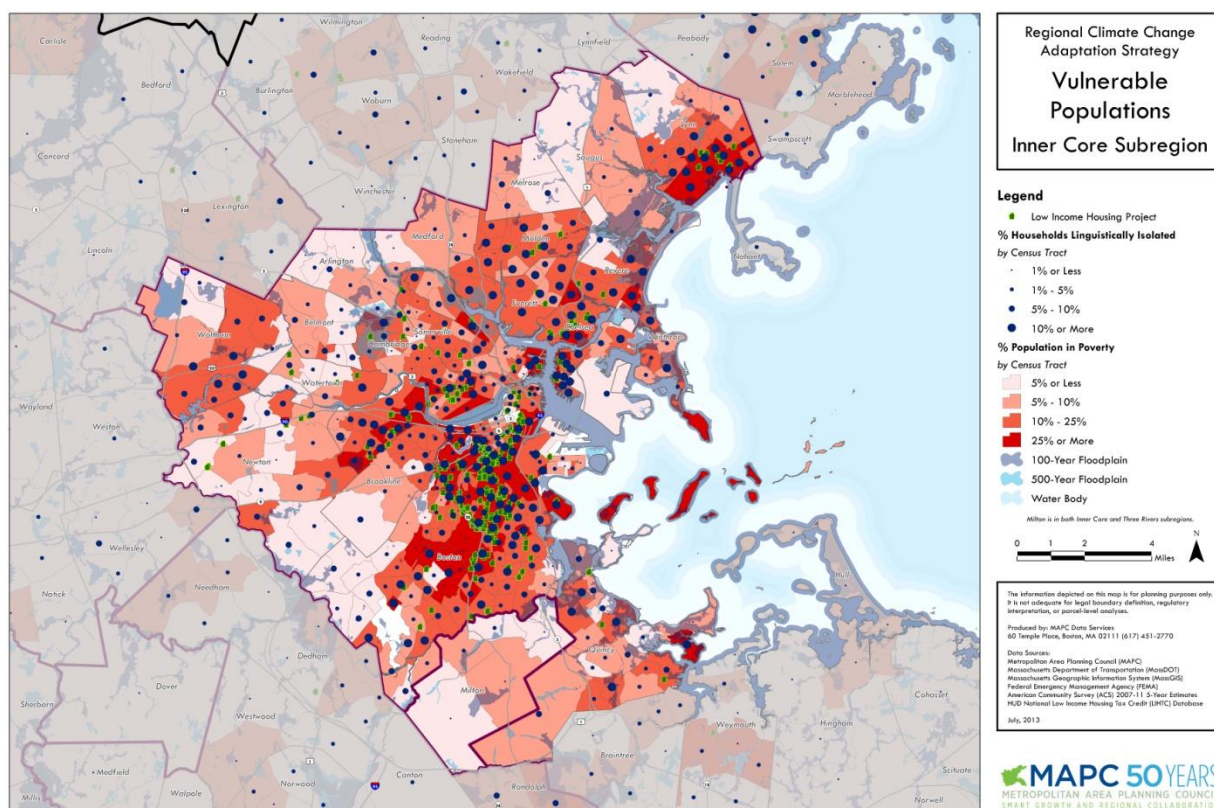 Regional Climate Change
Adaptation Strategy
Vulnerable
Populations
Inner Core Subregion
Legend
Low Income Housing Project
% Households Linguistically Isolated
by Census Tract
1% or Less
1% - 5%
5% - 10%
10% or More
% Population in Poverty
by Census Tract
5% or Less
5% - 10%
10% - 25%
25% or More
100-Year Floodplain
500-Year Floodplain
Water Body
Milton is in both Inner Core and Three Rivers subregions.
N
0 1 2 4
Miles
The information depicted on this map is for planning purposes only.
It is not adequate for legal boundary definition, regulatory
interpretation, or parcel-level analyses.
Produced by: MAPC Data Services
60 Temple Place, Boston, MA 02111 (617) 451-2770
Data Sources:
Metropolitan Area Planning Council (MAPC)
Massachusetts Department of Transportation (MassDOT)
Massachusetts Geographic Information System (MassGIS)
Federal Emergency Management Agency (FEMA)
American Community Survey (ACS) 2007-11 5-Year Estimates
HUD National Low Income Housing Tax Credit (LIHTC) Database
July, 2013
MAPC 50 YEARS
METROPOLITAN AREA PLANNING COUNCIL
SMART GROWTH AND REGIONAL COLLABORATION
Carlisle
Wilmington
Reading
Lynnfield
Peabody
Salem
Marblehead
Bedford
Burlington
Wakefield
Woburn
Stoneham
Lynn
Swampscott
Concord
Saugus
Melrose
Winchester
Lexington
Lincoln
Medford
Malden
Nahant
Arlington
Revere
Everett
Chelsea
Belmont
Somerville
Waltham
Cambridge
Winthrop
Watertown
Wayland
Weston
Newton
Brookline
Boston
Wellesley
Natick
Needham
Hull
Dedham
Quincy
Milton
Dover
Sherborn
Westwood
Cohasset
Weymouth
Hingham
Braintree
Medfield
Canton
Scituate
Norwood
Randolph
Millis
Walpole
Norwell